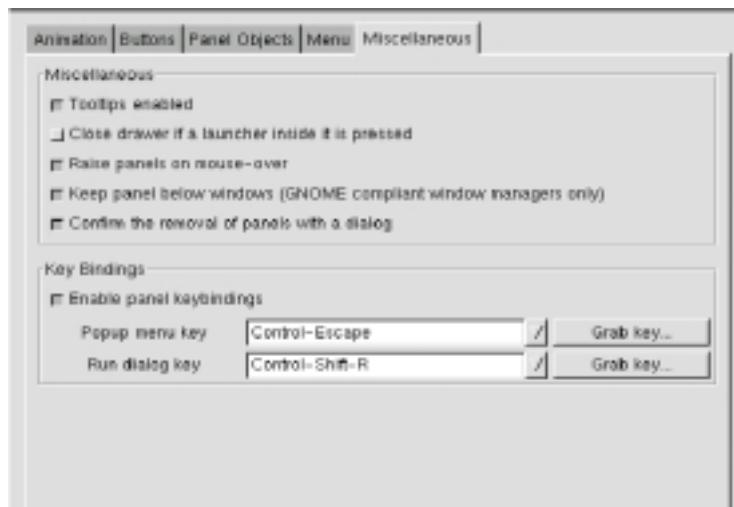 Animation Buttons Panel Objects Menu Miscellaneous
Miscellaneous
Tooltips enabled
Close drawer if a launcher inside it is pressed
Raise panels on mouse-over
Keep panel below windows (GNOME compliant window managers only)
Confirm the removal of panels with a dialog
Key Bindings
Enable panel keybindings
Popup menu key Control-Escape / Grab key...
Run dialog key Control-Shift-R / Grab key...